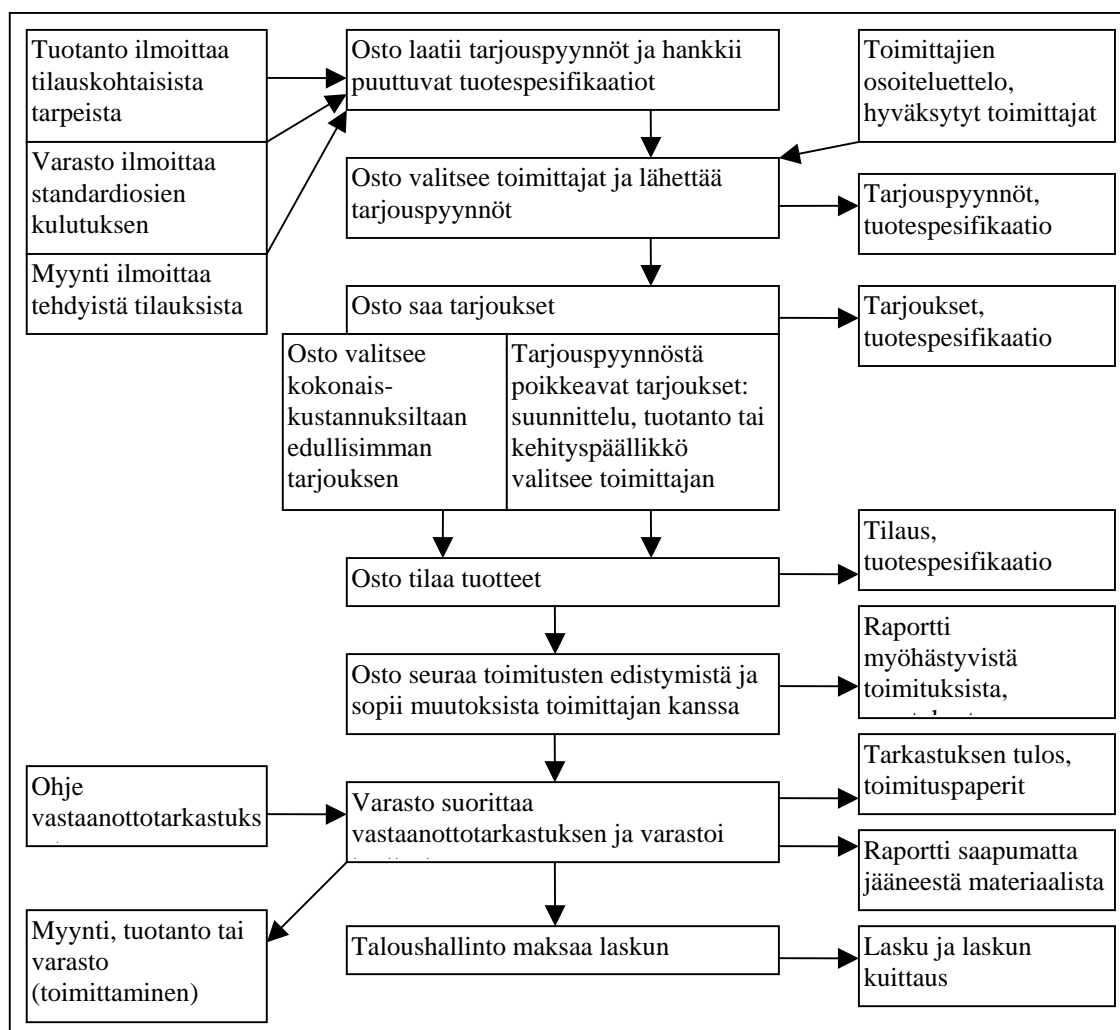 Tuotanto ilmoittaa
tilauskohtaisista
tarpeista
Varasto ilmoittaa
standardiosien
kulutuksen
Myynti ilmoittaa
tehdyistä tilauksista
Osto laatii tarjouspyynnöt ja hankkii
puuttuvat tuotespesifikaatiot
Toimittajien
osoiteluettelo,
hyväksytyt toimittajat
Osto valitsee toimittajat ja lähettää
tarjouspyynnöt
Tarjouspyynnöt,
tuotespesifikaatio
Osto saa tarjoukset
Tarjoukset,
tuotespesifikaatio
Osto valitsee
kokonais-
kustannuksiltaan
edullisimman
tarjouksen
Tarjouspyynnöstä
poikkeavat tarjoukset:
suunnittelu, tuotanto tai
kehityspäällikkö
valitsee toimittajan
Osto tilaa tuotteet
Tilaus,
tuotespesifikaatio
Osto seuraa toimitusten edistymistä ja
sopii muutoksista toimittajan kanssa
Raportti
myöhästyvistä
toimituksista,
Ohje
vastaanottotarkastuks
Varasto suorittaa
vastaanottotarkastuksen ja varastoi
Tarkastuksen tulos,
toimituspaperit
Raportti saapumatta
jääneestä materiaalista
Myynti, tuotanto tai
varasto
(toimittaminen)
Taloushallinto maksaa laskun
Lasku ja laskun
kuittaus